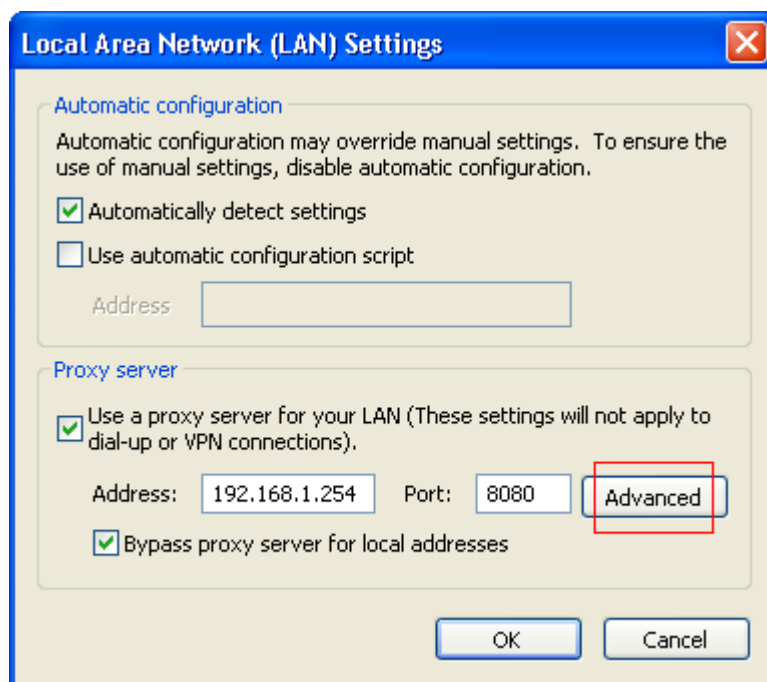 Local Area Network (LAN) Settings
Automatic configuration
Automatic configuration may override manual settings. To ensure the
use of manual settings, disable automatic configuration.
Automatically detect settings
Use automatic configuration script
Address
Proxy server
Use a proxy server for your LAN (These settings will not apply to
dial-up or VPN connections).
Address: 192.168.1.254 Port: 8080 Advanced
Bypass proxy server for local addresses
OK Cancel